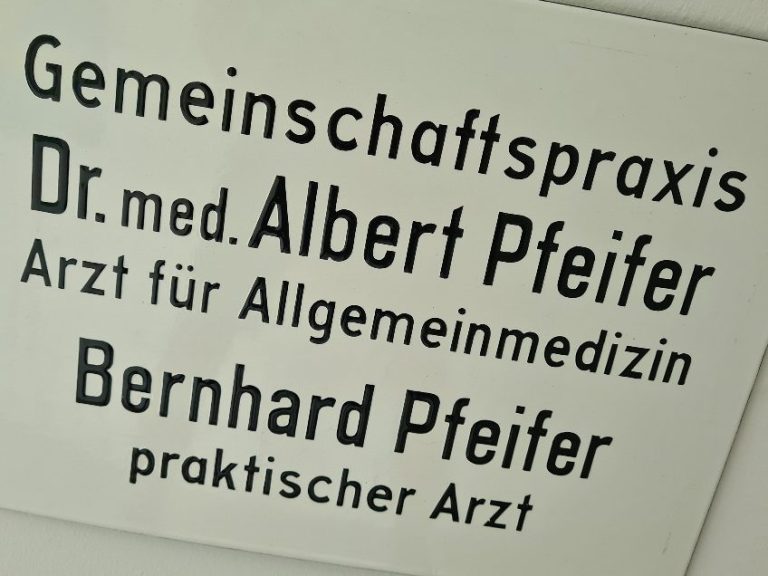 Gemeinschaftspraxis
Dr. med. Albert Pfeifer
Arzt für Allgemeinmedizin
Bernhard Pfeifer
praktischer Arzt